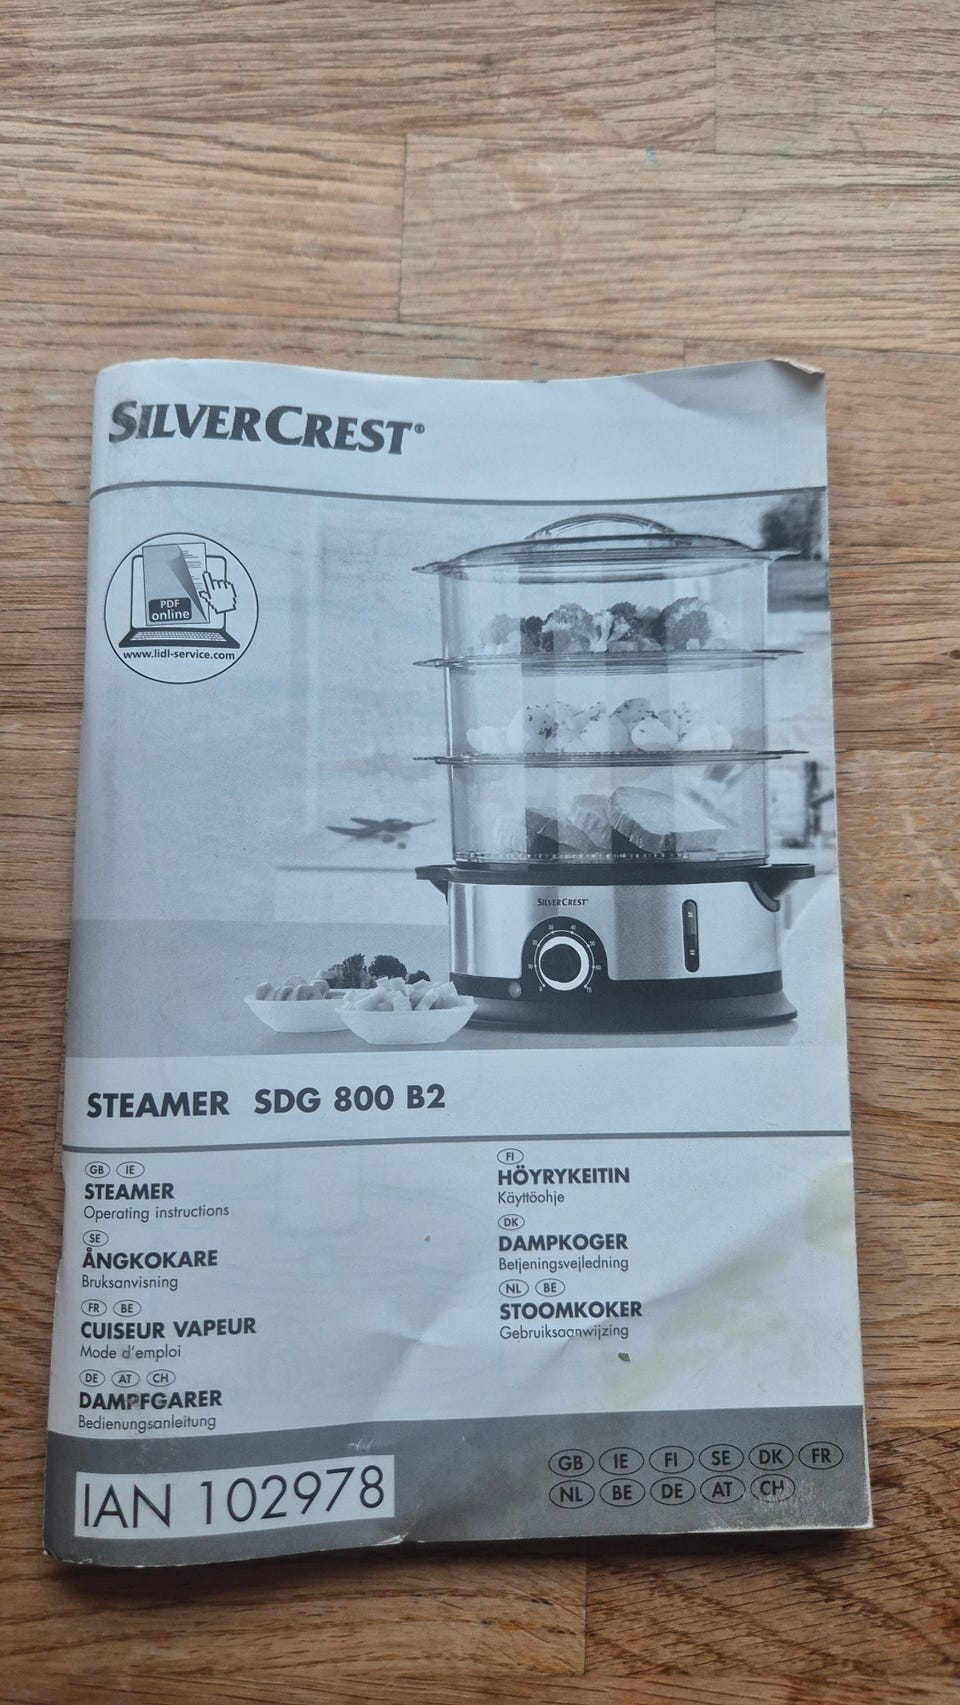 SILVERCREST®
PDF
online
www.lidl-service.com
SILVERCREST
STEAMER SDG 800 B2
GB IE
STEAMER
Operating instructions
SE
ÅNGKOKARE
Bruksanvisning
FR BE
CUISEUR VAPEUR
Mode d'emploi
DE AT CH
DAMPFGARER
Bedienungsanleitung
FI
HÖYRYKEITIN
Käyttöohje
DK
DAMPKOGER
Betjeningsvejledning
NL BE
STOOMKOKER
Gebruiksaanwijzing
IAN 102978
GB IE FI SE DK FR
NL BE DE AT CH